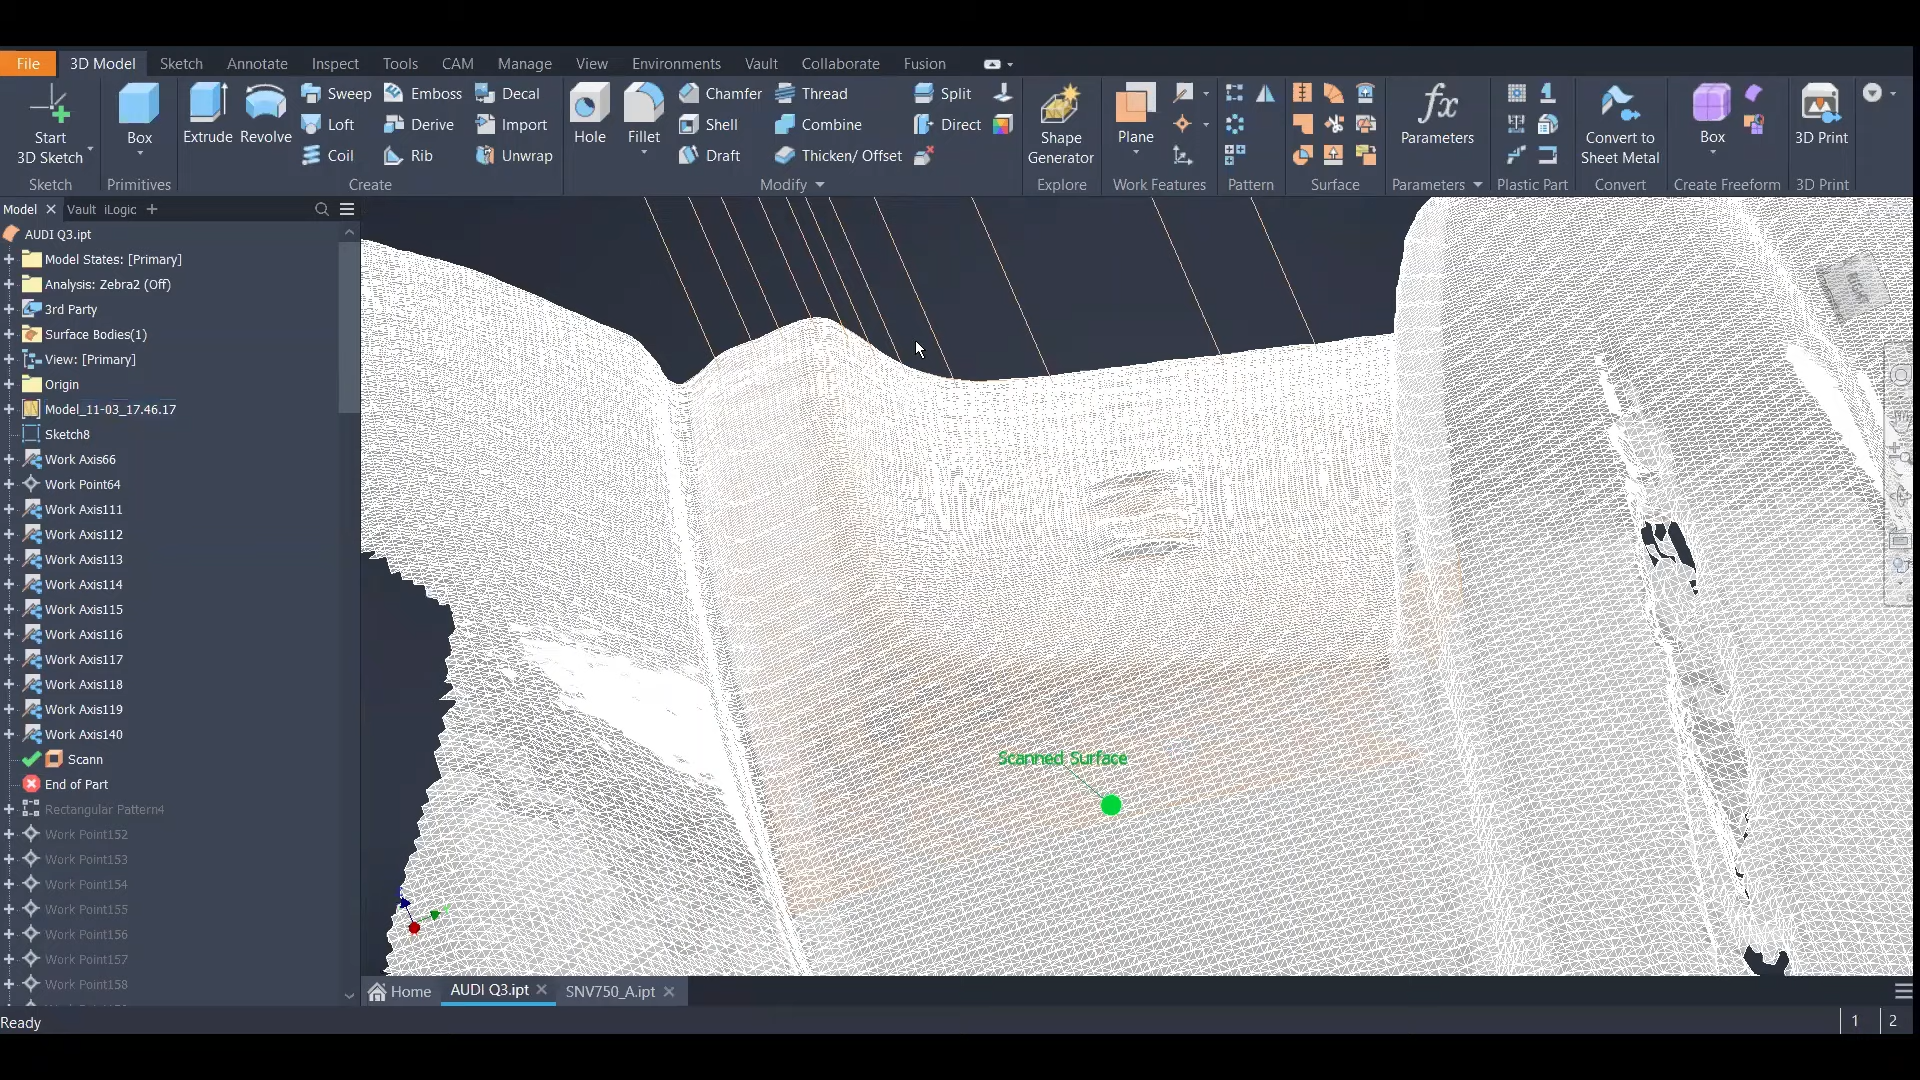 File 3D Model Sketch Annotate Inspect Tools CAM Manage View Environments Vault Collaborate Fusion
Start
3D Sketch
Sketch
Box
Primitives
Extrude
Revolve
Sweep Emboss Decal
Loft Derive Import
Coil Rib Unwrap
Create
Hole
Fillet
Chamfer Thread Split
Shell Combine Direct
Draft Thicken/ Offset
Modify
Shape
Generator
Explore
Plane
Work Features
Pattern
Surface
fx
Parameters
Parameters
Plastic Part
Convert to
Sheet Metal
Convert
Box
Create Freeform
3D Print
3D Print
Model Vault iLogic
AUDI Q3.ipt
Model States: [Primary]
Analysis: Zebra2 (Off)
3rd Party
Surface Bodies(1)
View: [Primary]
Origin
Model_11-03_17.46.17
Sketch8
Work Axis66
Work Point64
Work Axis111
Work Axis112
Work Axis113
Work Axis114
Work Axis115
Work Axis116
Work Axis117
Work Axis118
Work Axis119
Work Axis140
Scann
End of Part
Rectangular Pattern4
Work Point152
Work Point153
Work Point154
Work Point155
Work Point156
Work Point157
Work Point158
Scanned Surface
Home AUDI Q3.ipt SNV750_A.ipt
Ready
1 2